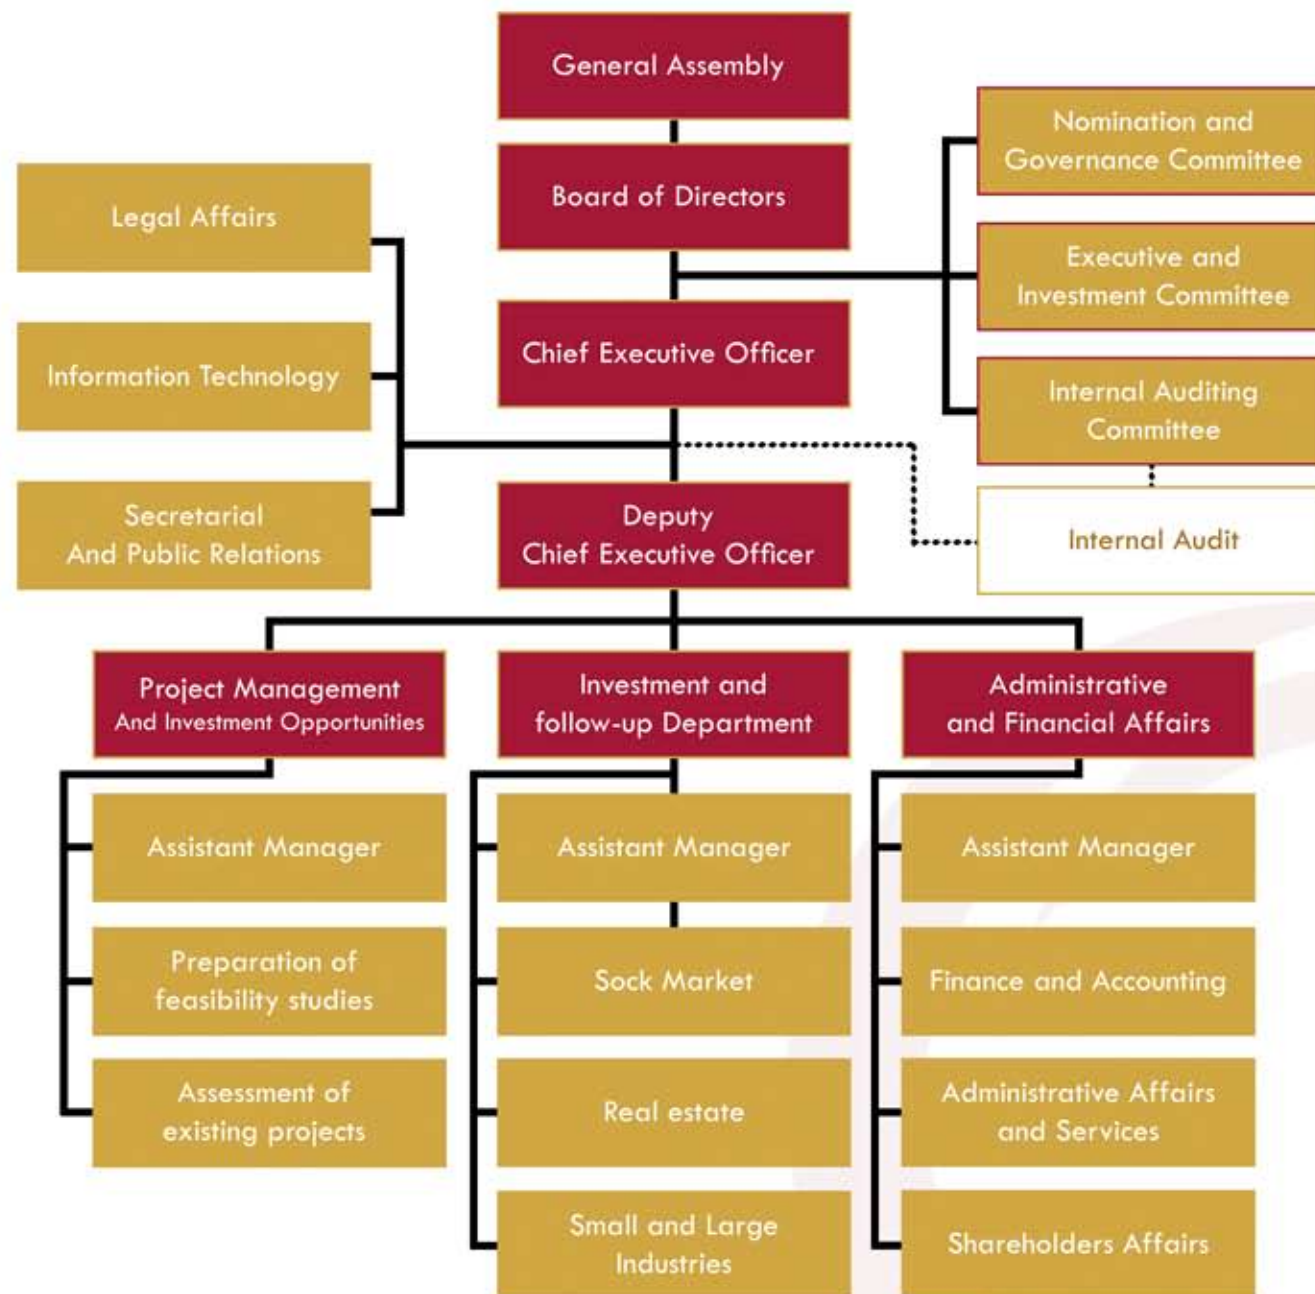 General Assembly
Board of Directors
Nomination and
Governance Committee
Legal Affairs
Executive and
Investment Committee
Chief Executive Officer
Information Technology
Internal Auditing
Committee
Secretarial
And Public Relations
Deputy
Chief Executive Officer
Internal Audit
Project Management
And Investment Opportunities
Investment and
follow-up Department
Administrative
and Financial Affairs
Assistant Manager
Assistant Manager
Assistant Manager
Preparation of
feasibility studies
Sock Market
Finance and Accounting
Assessment of
existing projects
Real estate
Administrative Affairs
and Services
Small and Large
Industries
Shareholders Affairs